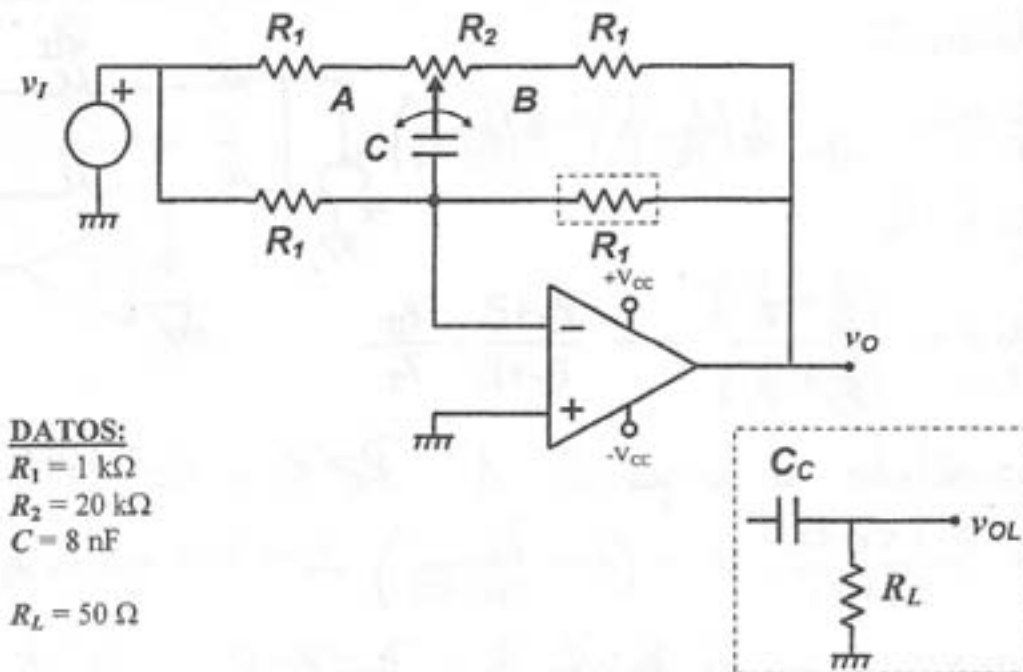 R1 R2 R1
vI + A B
C
R1 R1
+VCC
− vO
+
-VCC
DATOS:
R1 = 1 kΩ
R2 = 20 kΩ
C = 8 nF
RL = 50 Ω
CC
vOL
RL